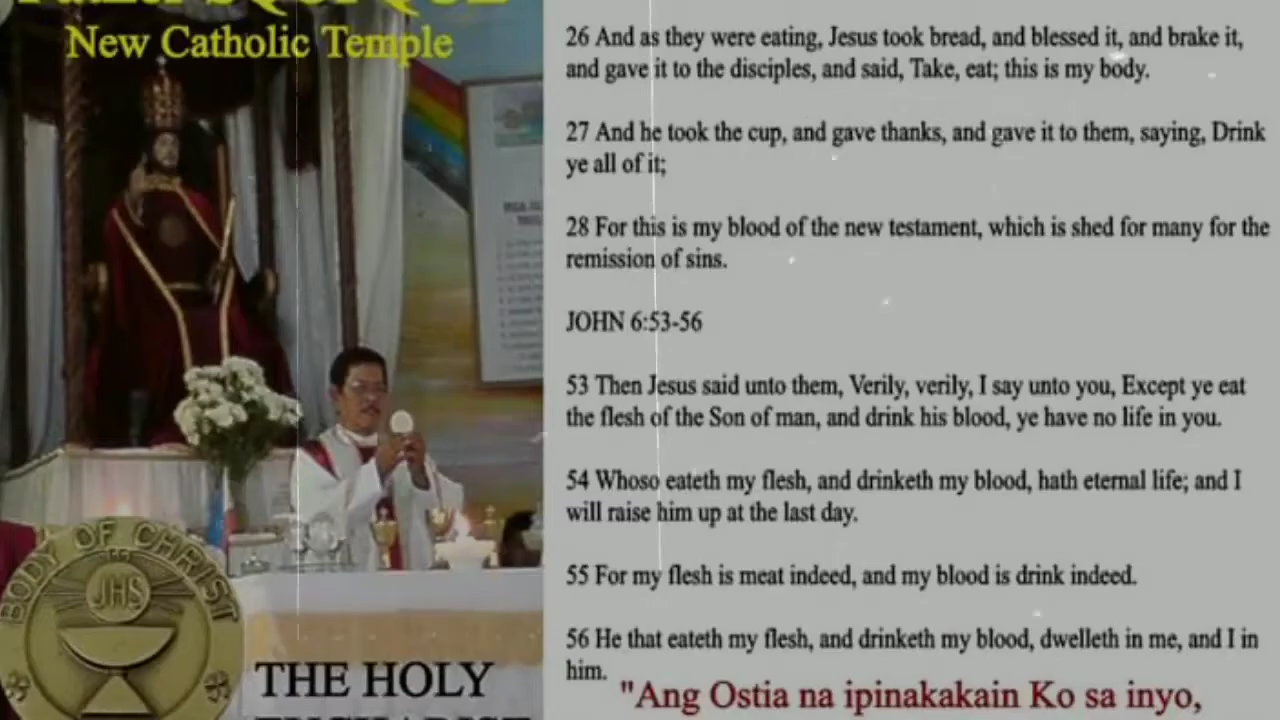 New Catholic Temple
BODY OF CHRIST
JHS
THE HOLY
26 And as they were eating, Jesus took bread, and blessed it, and brake it,
and gave it to the disciples, and said, Take, eat; this is my body.
27 And he took the cup, and gave thanks, and gave it to them, saying, Drink
ye all of it;
28 For this is my blood of the new testament, which is shed for many for the
remission of sins.
JOHN 6:53-56
53 Then Jesus said unto them, Verily, verily, I say unto you, Except ye eat
the flesh of the Son of man, and drink his blood, ye have no life in you.
54 Whoso eateth my flesh, and drinketh my blood, hath eternal life; and I
will raise him up at the last day.
55 For my flesh is meat indeed, and my blood is drink indeed.
56 He that eateth my flesh, and drinketh my blood, dwelleth in me, and I in
him.
"Ang Ostia na ipinakakain Ko sa inyo,